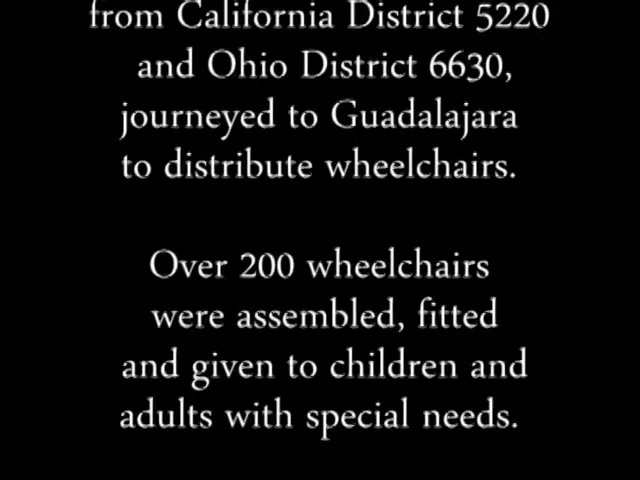 from California District 5220
and Ohio District 6630,
journeyed to Guadalajara
to distribute wheelchairs.
Over 200 wheelchairs
were assembled, fitted
and given to children and
adults with special needs.